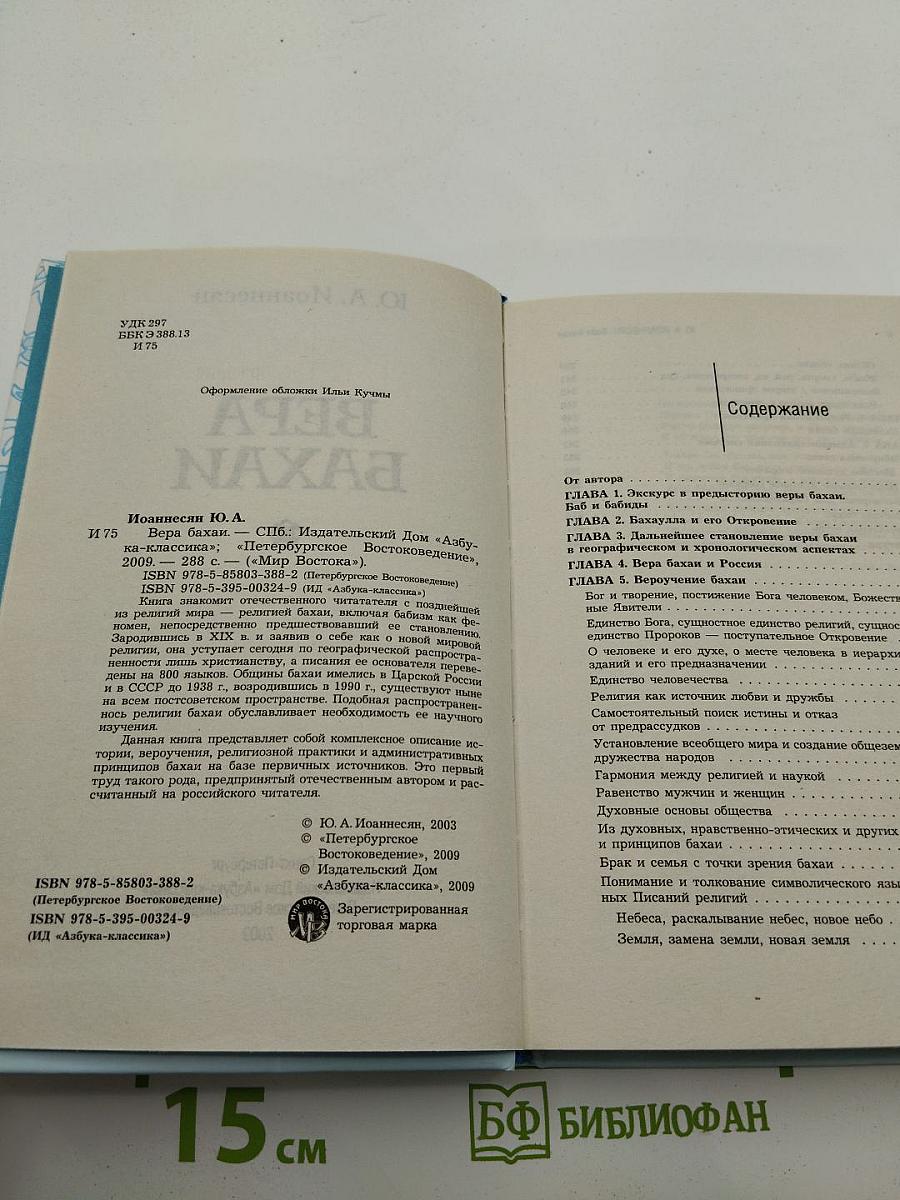 УДК 297
ББК Э 388.13
И 75
Оформление обложки Ильи Кучмы
Иоаннесян Ю. А.
И 75 Вера бахаи. — СПб.: Издательский Дом «Азбу-
ка-классика»; «Петербургское Востоковедение»,
2009. — 288 с. — («Мир Востока»).
ISBN 978-5-85803-388-2 (Петербургское Востоковедение)
ISBN 978-5-395-00324-9 (ИД «Азбука-классика»)
Книга знакомит отечественного читатателя с позднейшей
из религий мира — религией бахаи, включая бабизм как фе-
номен, непосредственно предшествовавший ее становлению.
Зародившись в XIX в. и заявив о себе как о новой мировой
религии, она уступает сегодня по географической распростра-
ненности лишь христианству, а писания ее основателя переве-
дены на 800 языков. Общины бахаи имелись в Царской России
и в СССР до 1938 г., возродившись в 1990 г., существуют ныне
на всем постсоветском пространстве. Подобная распространен-
нось религии бахаи обуславливает необходимость ее научного
изучения.
Данная книга представляет собой комплексное описание ис-
тории, вероучения, религиозной практики и административных
принципов бахаи на базе первичных источников. Это первый
труд такого рода, предпринятый отечественным автором и рас-
считанный на российского читателя.
© Ю. А. Иоаннесян, 2003
© «Петербургское
Востоковедение», 2009
© Издательский Дом
«Азбука-классика», 2009
МИР ВОСТОКА
Зарегистрированная
торговая марка
ISBN 978-5-85803-388-2
(Петербургское Востоковедение)
ISBN 978-5-395-00324-9
(ИД «Азбука-классика»)
Содержание
От автора
ГЛАВА 1. Экскурс в предысторию веры бахаи.
Баб и бабиды
ГЛАВА 2. Бахаулла и его Откровение
ГЛАВА 3. Дальнейшее становление веры бахаи
в географическом и хронологическом аспектах
ГЛАВА 4. Вера бахаи и Россия
ГЛАВА 5. Вероучение бахаи
Бог и творение, постижение Бога человеком, Божеств
ные Явители
Единство Бога, сущностное единство религий, сущнос
единство Пророков — поступательное Откровение
О человеке и его духе, о месте человека в иерархи
зданий и его предназначении
Единство человечества
Религия как источник любви и дружбы
Самостоятельный поиск истины и отказ
от предрассудков
Установление всеобщего мира и создание общезем
дружества народов
Гармония между религией и наукой
Равенство мужчин и женщин
Духовные основы общества
Из духовных, нравственно-этических и других
и принципов бахаи
Брак и семья с точки зрения бахаи
Понимание и толкование символического язы
ных Писаний религий
Небеса, раскалывание небес, новое небо
Земля, замена земли, новая земля
15 см
БФ БИБЛИОФАН